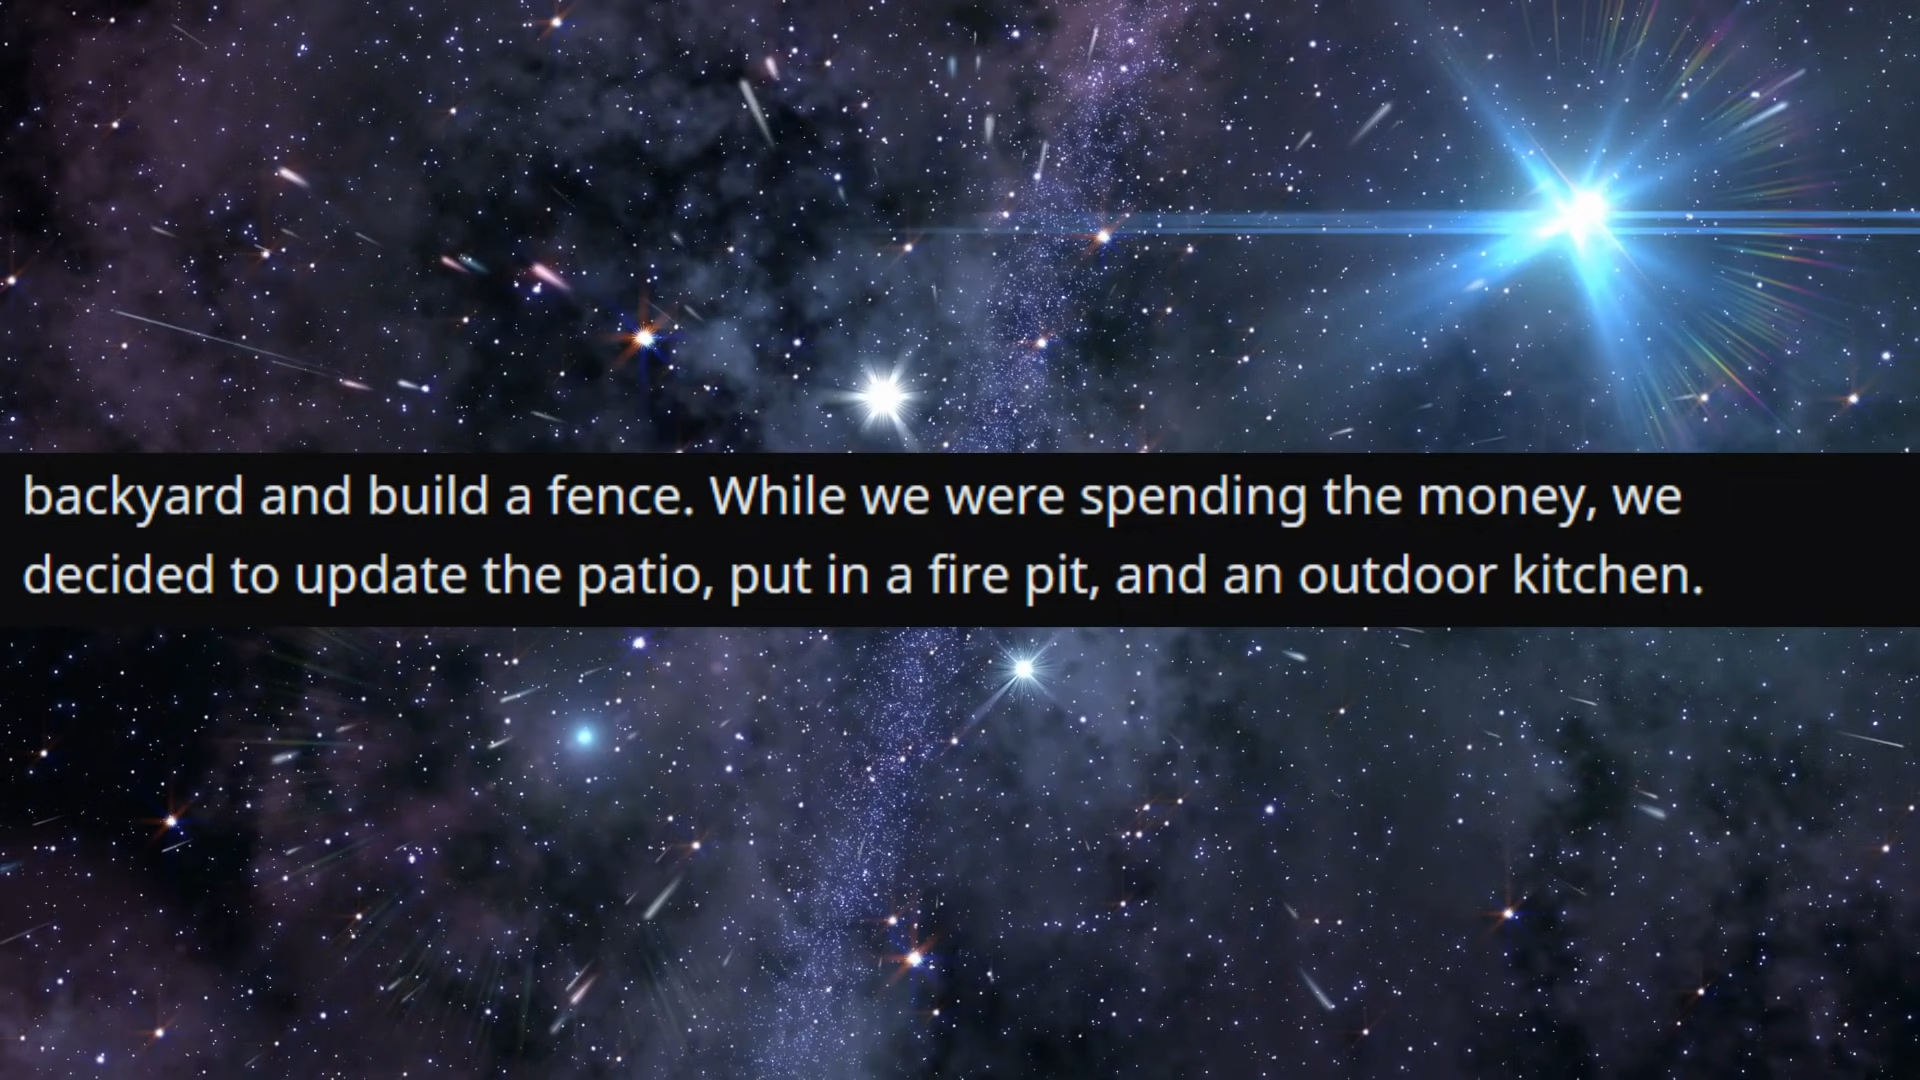 backyard and build a fence. While we were spending the money, we
decided to update the patio, put in a fire pit, and an outdoor kitchen.